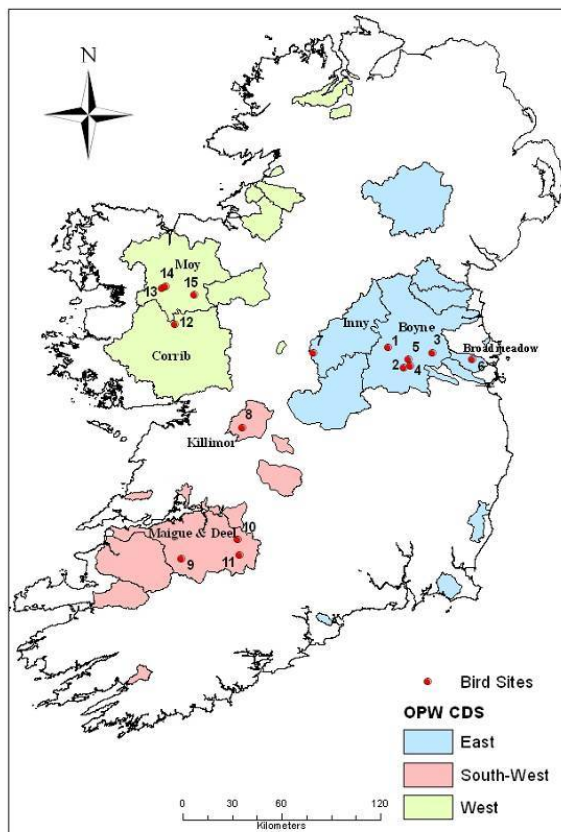 N
Moy
14
13
15
12
Corrib
Inny
Boyne
7
1
5
3
Broadmeadow
2
4
6
8
Killimor
Maigue & Deel
10
9
11
Bird Sites
OPW CDS
East
South-West
West
0 30 60 120
Kilometers